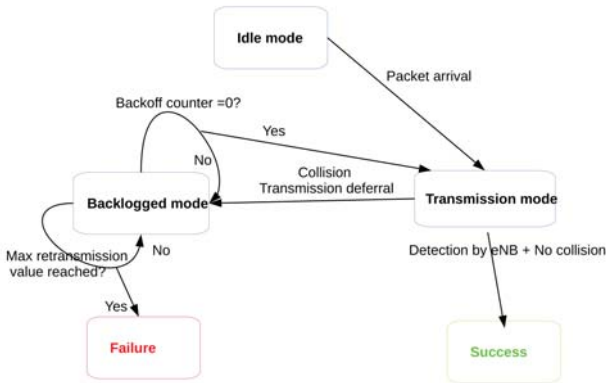 Idle mode
Packet arrival
Backoff counter =0?
Yes
No
Collision
Transmission deferral
Backlogged mode
Transmission mode
Max retransmission
value reached?
No
Detection by eNB + No collision
Yes
Failure
Success